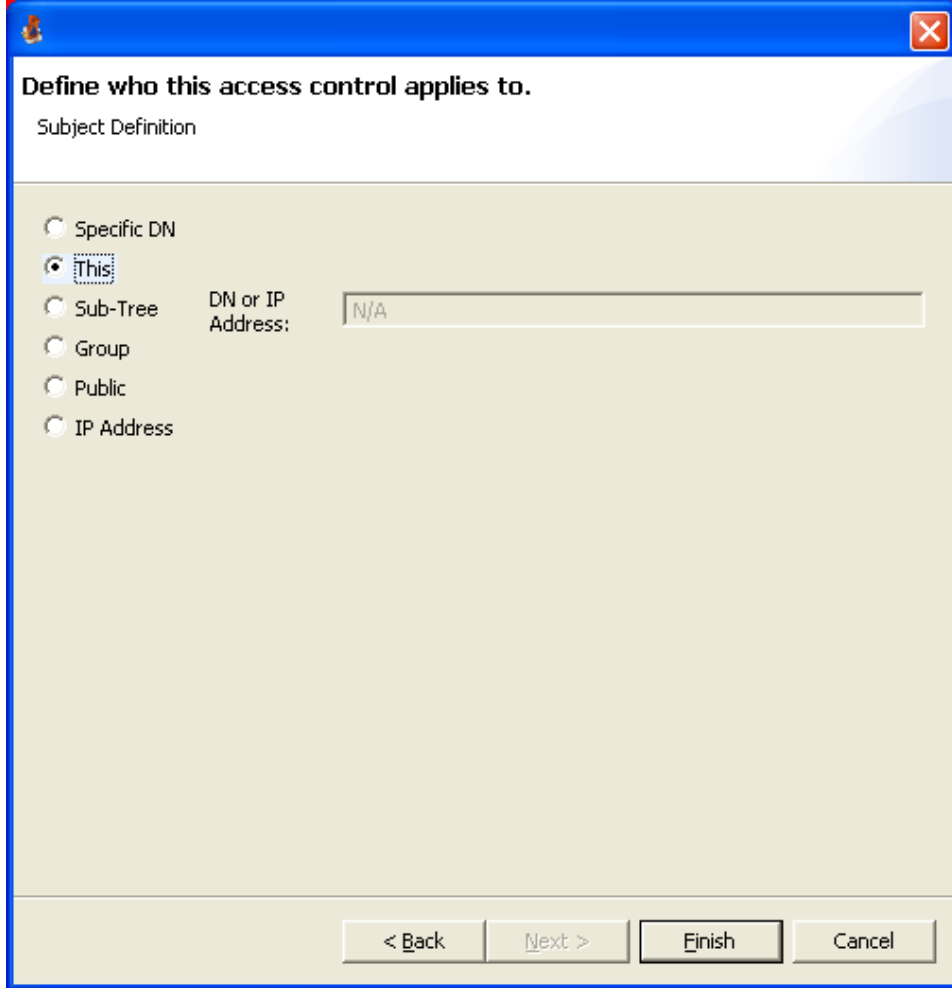 Define who this access control applies to.
Subject Definition
Specific DN
This
Sub-Tree
Group
Public
IP Address
DN or IP
Address:
N/A
< Back
Next >
Finish
Cancel